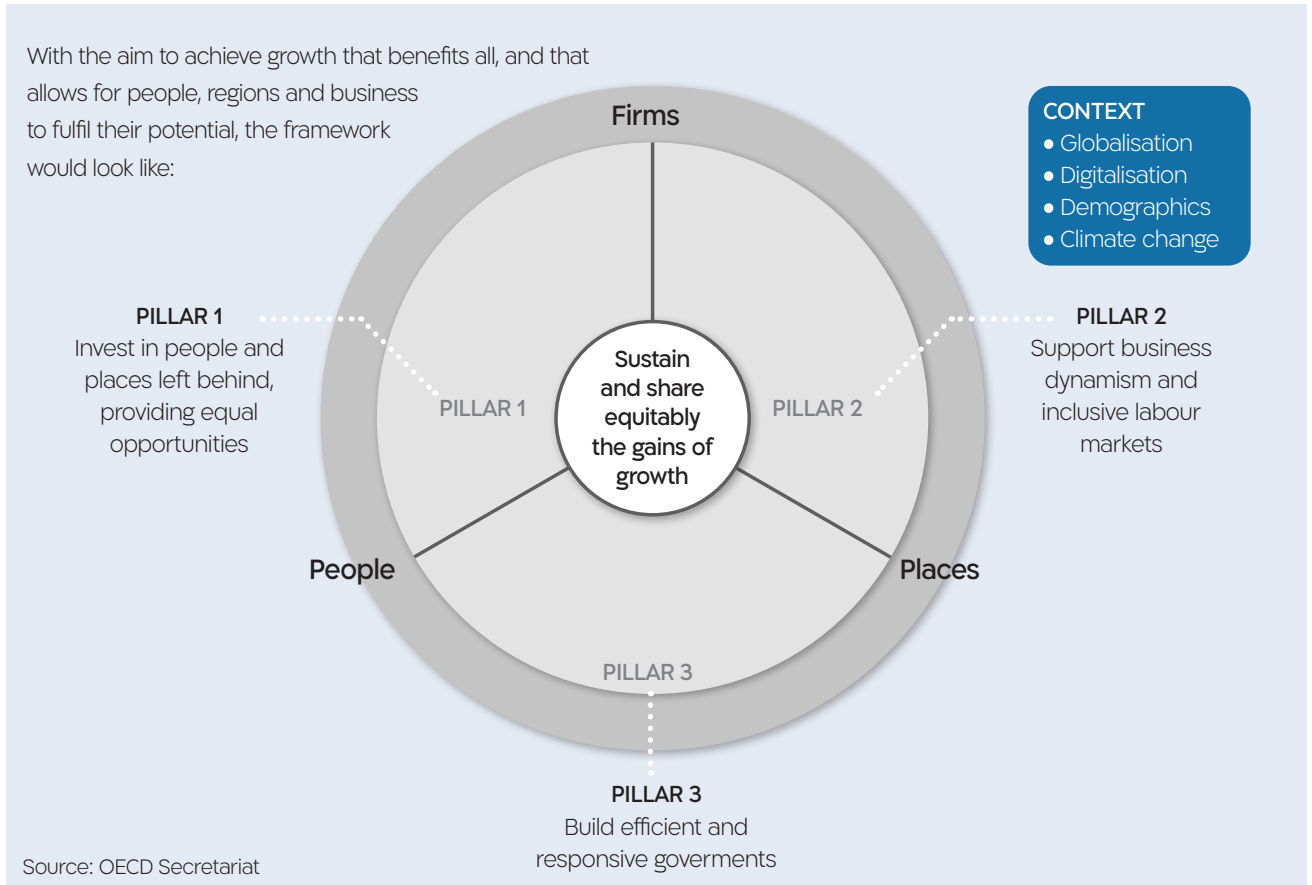 With the aim to achieve growth that benefits all, and that
allows for people, regions and business
to fulfil their potential, the framework
would look like:
Firms
CONTEXT
• Globalisation
• Digitalisation
• Demographics
• Climate change
PILLAR 1
Invest in people and
places left behind,
providing equal
opportunities
PILLAR 1
Sustain
and share
equitably
the gains of
growth
PILLAR 2
PILLAR 2
Support business
dynamism and
inclusive labour
markets
People
Places
PILLAR 3
PILLAR 3
Build efficient and
responsive goverments
Source: OECD Secretariat